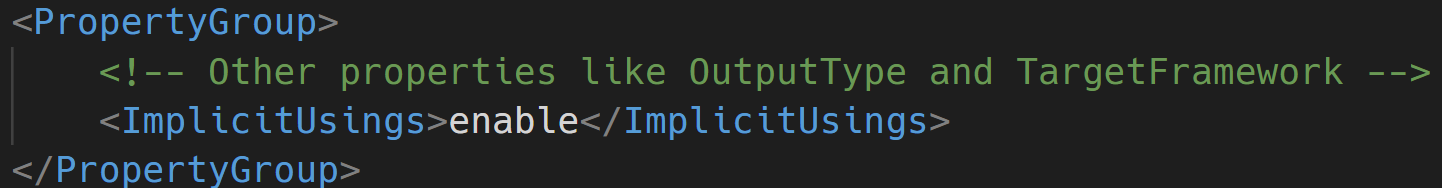 <PropertyGroup>
    <!-- Other properties like OutputType and TargetFramework -->
    <ImplicitUsings>enable</ImplicitUsings>
</PropertyGroup>